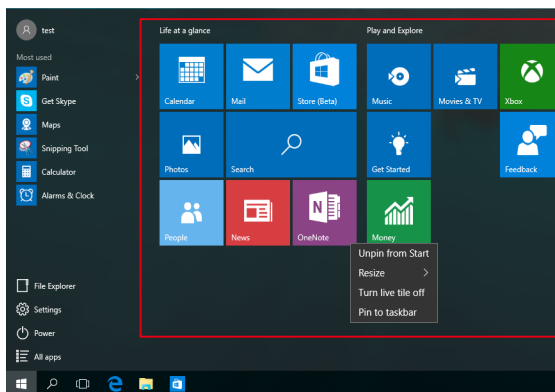 test
Most used
Paint
Get Skype
Maps
Snipping Tool
Calculator
Alarms & Clock
File Explorer
Settings
Power
All apps
Life at a glance
Calendar
Mail
Store (Beta)
Photos
Search
People
News
OneNote
Play and Explore
Music
Movies & TV
Xbox
Get Started
Feedback
Money
Unpin from Start
Resize
Turn live tile off
Pin to taskbar